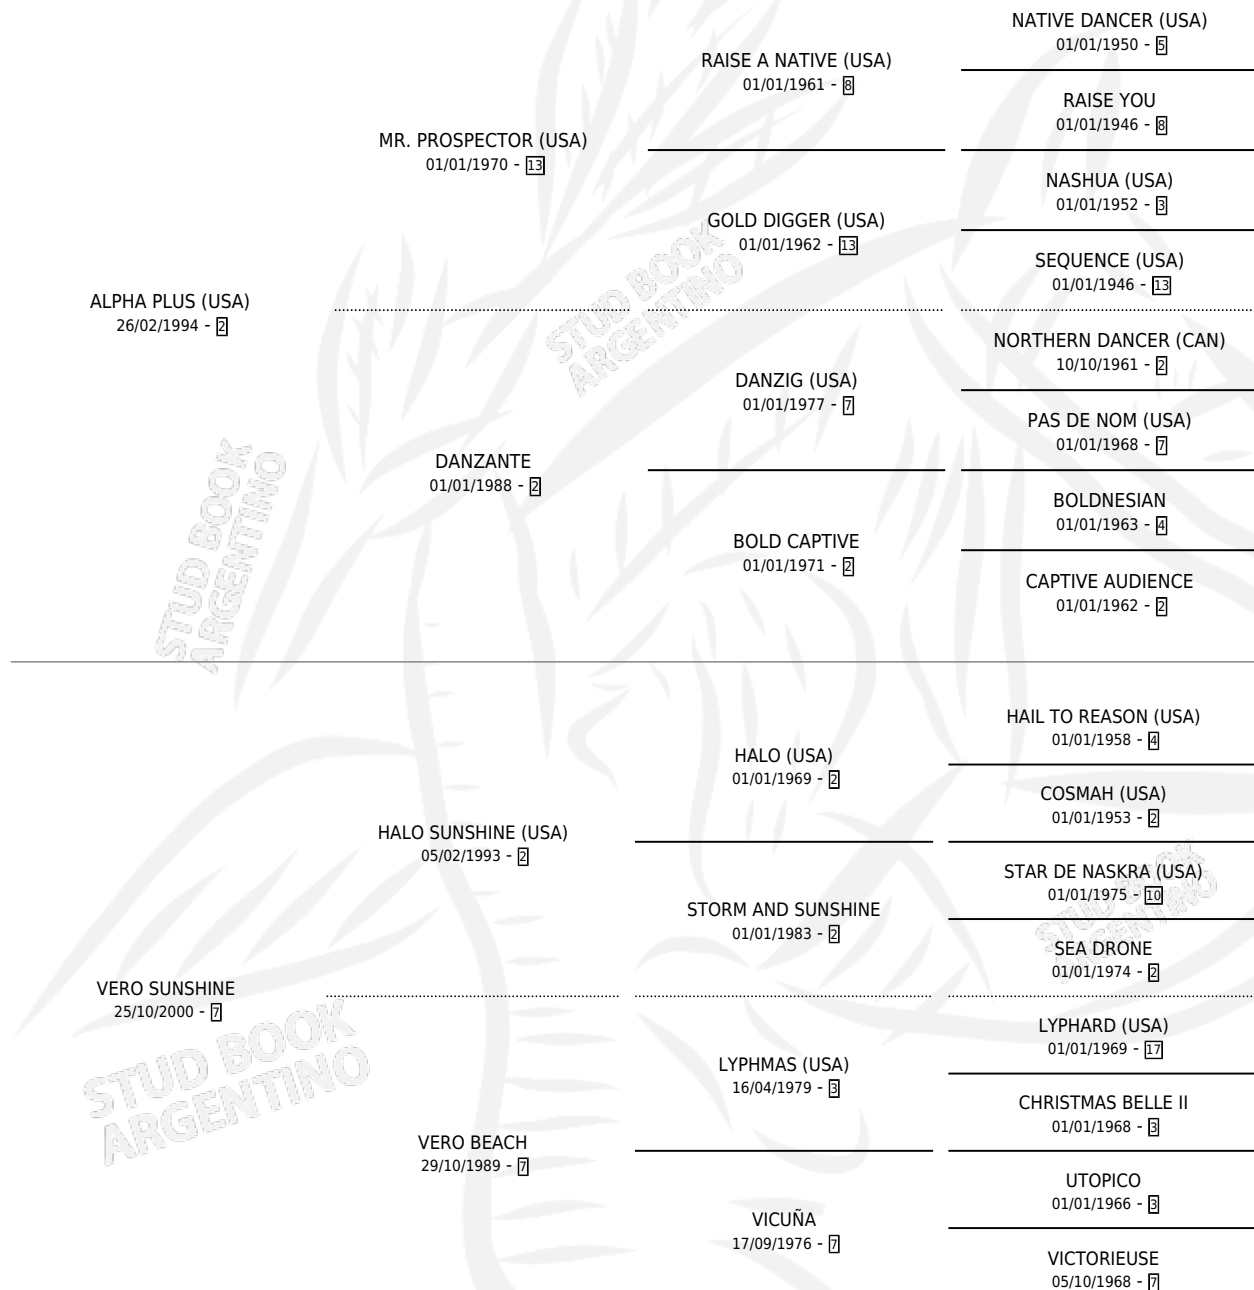 NATIVE DANCER (USA)
01/01/1950 - 5
RAISE A NATIVE (USA)
01/01/1961 - 8
RAISE YOU
01/01/1946 - 8
MR. PROSPECTOR (USA)
01/01/1970 - 13
NASHUA (USA)
01/01/1952 - 3
GOLD DIGGER (USA)
01/01/1962 - 13
SEQUENCE (USA)
01/01/1946 - 13
ALPHA PLUS (USA)
26/02/1994 - 2
NORTHERN DANCER (CAN)
10/10/1961 - 2
DANZIG (USA)
01/01/1977 - 7
PAS DE NOM (USA)
01/01/1968 - 7
DANZANTE
01/01/1988 - 2
BOLDNESIAN
01/01/1963 - 4
BOLD CAPTIVE
01/01/1971 - 2
CAPTIVE AUDIENCE
01/01/1962 - 2
HAIL TO REASON (USA)
01/01/1958 - 4
HALO (USA)
01/01/1969 - 2
COSMAH (USA)
01/01/1953 - 2
HALO SUNSHINE (USA)
05/02/1993 - 2
STAR DE NASKRA (USA)
01/01/1975 - 10
STORM AND SUNSHINE
01/01/1983 - 2
SEA DRONE
01/01/1974 - 2
VERO SUNSHINE
25/10/2000 - 7
LYPHARD (USA)
01/01/1969 - 17
LYPHMAS (USA)
16/04/1979 - 3
CHRISTMAS BELLE II
01/01/1968 - 3
VERO BEACH
29/10/1989 - 7
UTOPICO
01/01/1966 - 3
VICUÑA
17/09/1976 - 7
VICTORIEUSE
05/10/1968 - 7
STUD BOOK
ARGENTINO
STUD BOOK
ARGENTINO
STUD BOOK
ARGENTINO
STUD BOOK
ARGENTINO